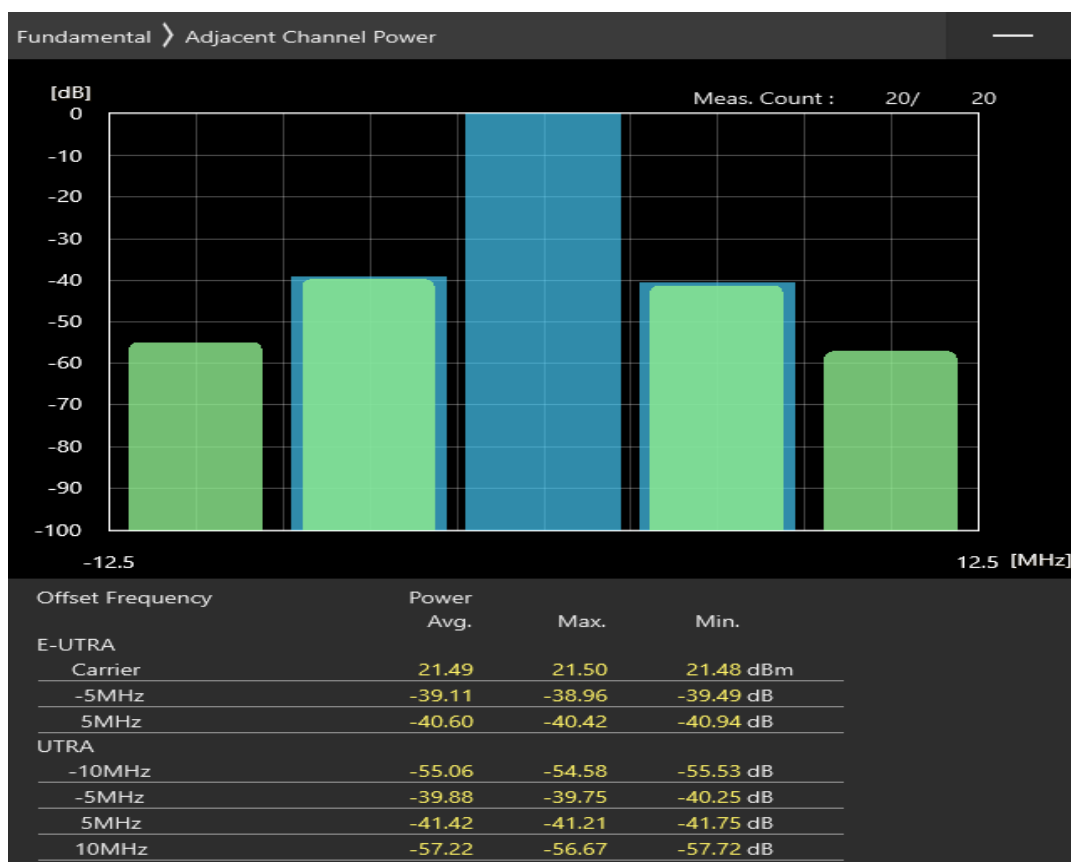 Fundamental ❯ Adjacent Channel Power
[dB]
Meas. Count : 20/ 20
0
-10
-20
-30
-40
-50
-60
-70
-80
-90
-100
-12.5 12.5 [MHz]
Offset Frequency Power
Avg. Max. Min.
E-UTRA
Carrier 21.49 21.50 21.48 dBm
-5MHz -39.11 -38.96 -39.49 dB
5MHz -40.60 -40.42 -40.94 dB
UTRA
-10MHz -55.06 -54.58 -55.53 dB
-5MHz -39.88 -39.75 -40.25 dB
5MHz -41.42 -41.21 -41.75 dB
10MHz -57.22 -56.67 -57.72 dB